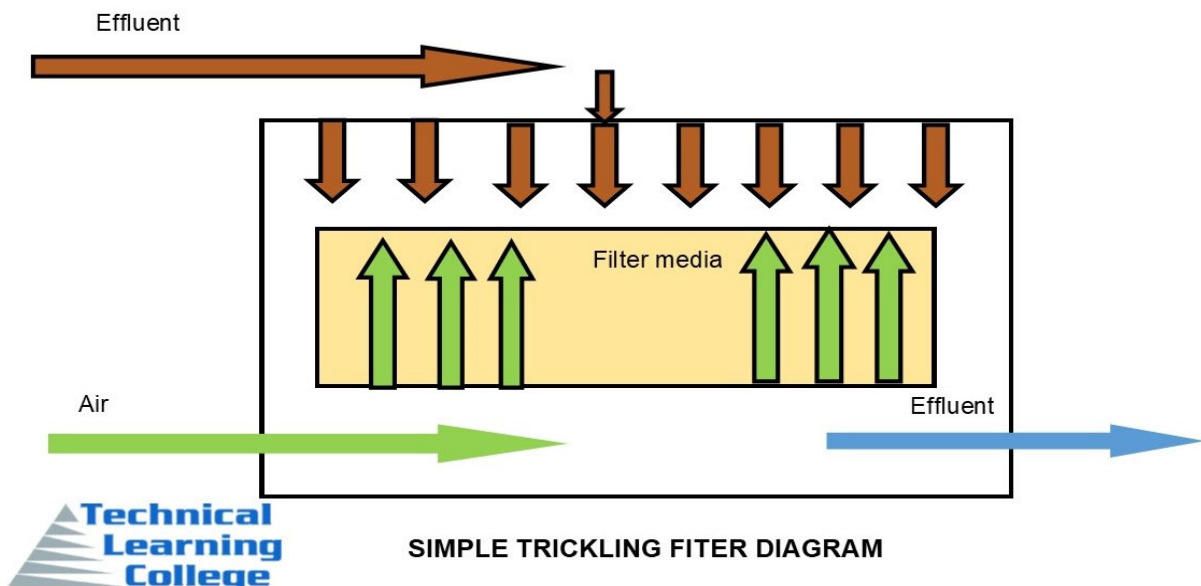 Effluent
Filter media
Air
Effluent
Technical
Learning
College
SIMPLE TRICKLING FITER DIAGRAM